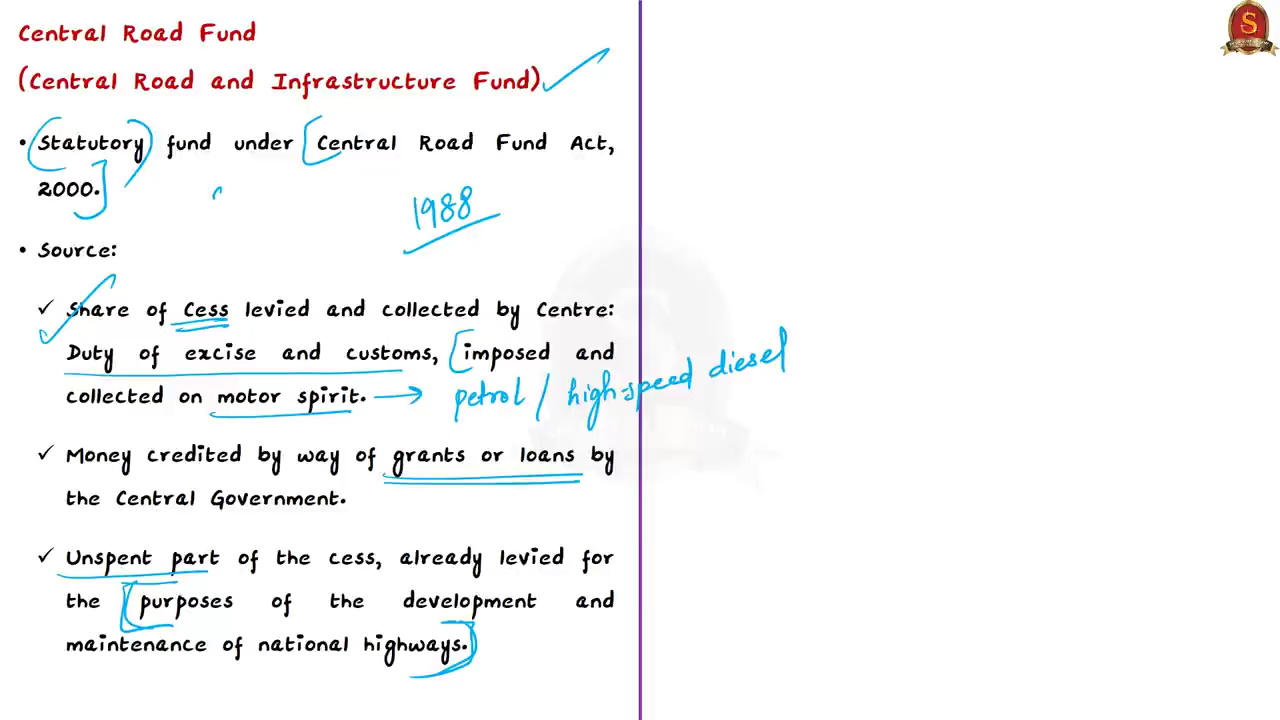 Central Road Fund
(Central Road and Infrastructure Fund)
• Statutory fund under Central Road Fund Act,
2000.
1988
• Source:
✓ Share of Cess levied and collected by Centre:
Duty of excise and customs, imposed and
collected on motor spirit. → petrol / high-speed diesel
✓ Money credited by way of grants or loans by
the Central Government.
✓ Unspent part of the cess, already levied for
the purposes of the development and
maintenance of national highways.
S